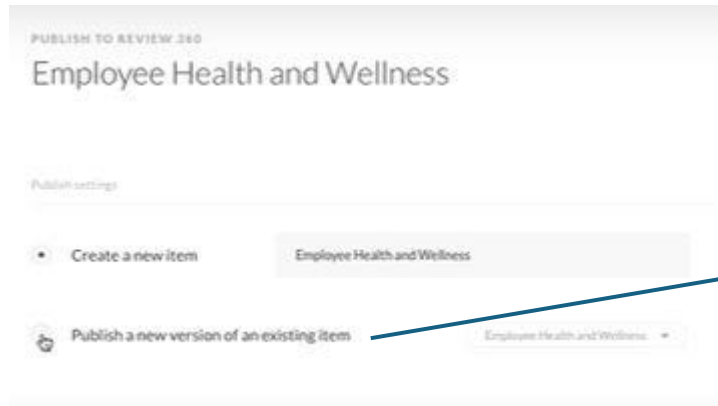 PUBLISH TO REVIEW 360
Employee Health and Wellness
Publish settings
Create a new item
Employee Health and Wellness
Publish a new version of an existing item
Employee Health and Wellness